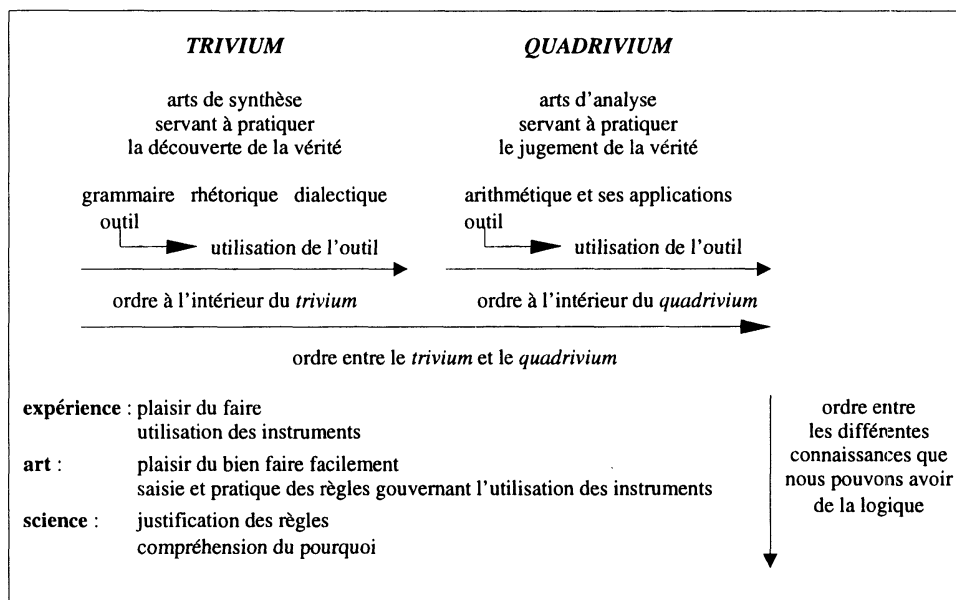 TRIVIUM
arts de synthèse
servant à pratiquer
la découverte de la vérité
grammaire rhétorique dialectique
outil
utilisation de l'outil
ordre à l'intérieur du trivium
QUADRIVIUM
arts d'analyse
servant à pratiquer
le jugement de la vérité
arithmétique et ses applications
outil
utilisation de l'outil
ordre à l'intérieur du quadrivium
ordre entre le trivium et le quadrivium
expérience : plaisir du faire
utilisation des instruments
art : plaisir du bien faire facilement
saisie et pratique des règles gouvernant l'utilisation des instruments
science : justification des règles
compréhension du pourquoi
ordre entre
les différentes
connaissances que
nous pouvons avoir
de la logique